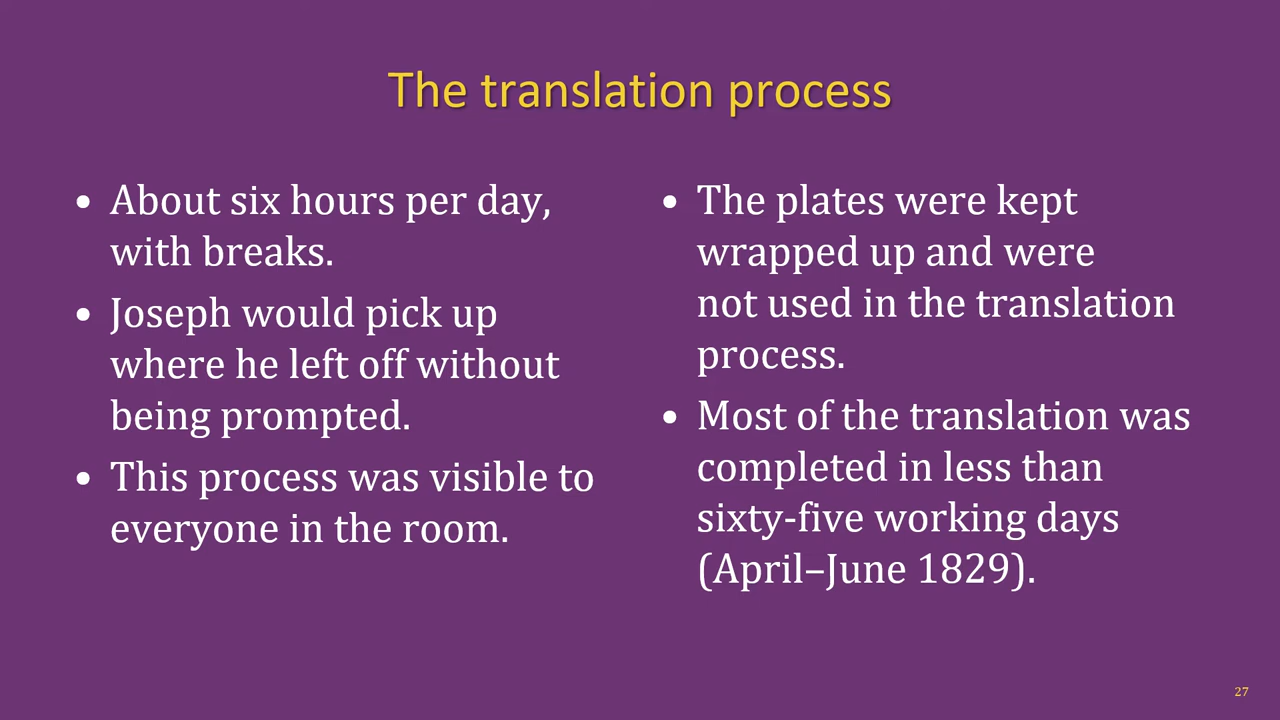 The translation process
• About six hours per day,
with breaks.
• Joseph would pick up
where he left off without
being prompted.
• This process was visible to
everyone in the room.
• The plates were kept
wrapped up and were
not used in the translation
process.
• Most of the translation was
completed in less than
sixty-five working days
(April–June 1829).
27